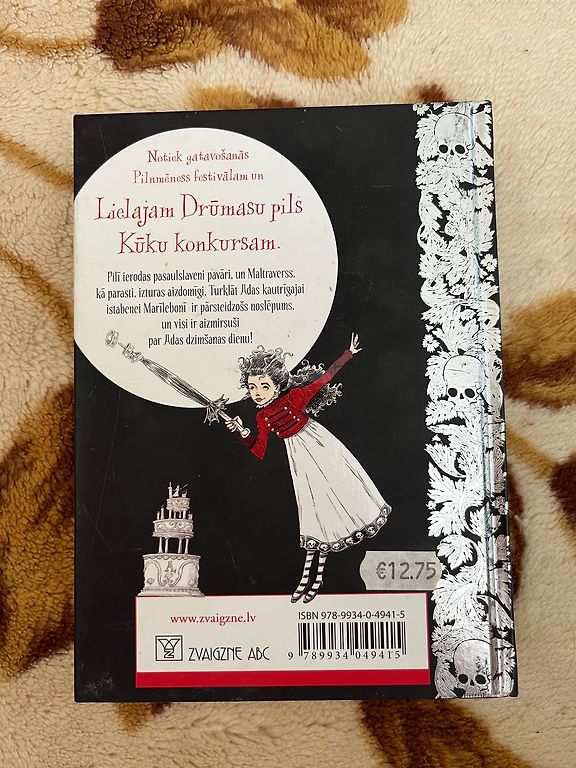 Notiek gatavošanās
Pilnmēness festivālam un
Lielajam Drūmasu pils
Kūku konkursam.
Pilī ierodas pasaulslaveni pavāri, un Maltraverss,
kā parasti, izturas aizdomīgi. Turklāt Adas kautrīgajai
istabenei Marilebonī ir pārsteidzošs noslēpums,
un visi ir aizmirsuši
par Adas dzimšanas dienu!
€12.75
www.zvaigzne.lv
ZVAIGZNE ABC
ISBN 978-9934-0-4941-5
9 789934 049415